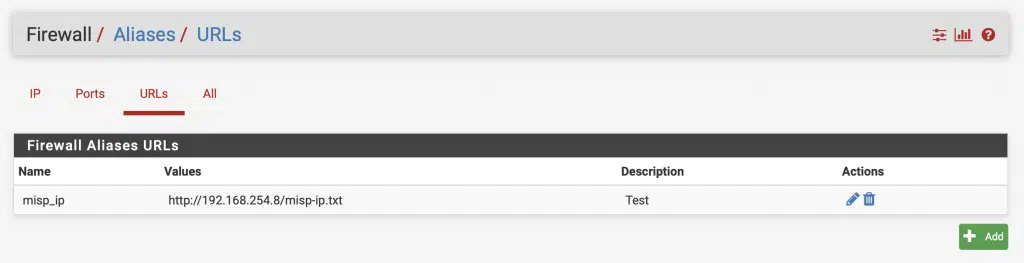 Firewall / Aliases / URLs
IP Ports URLs All
Firewall Aliases URLs
Name Values Description Actions
misp_ip http://192.168.254.8/misp-ip.txt Test
Add